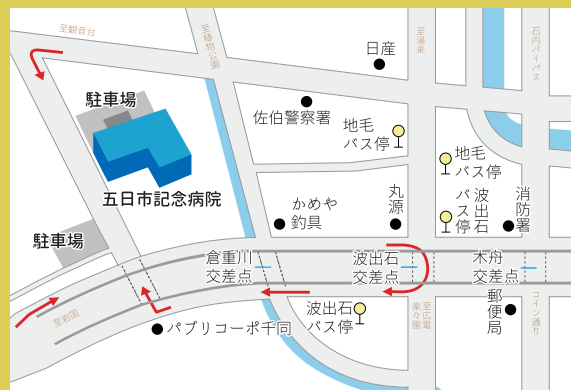 至観音台
至植物公園
至湯来
石内バイパス
日産
駐車場
佐伯警察署
地毛
バス停
地毛
バス停
五日市記念病院
かめや
釣具
丸源
波出石
バス停
消防署
駐車場
倉重川
交差点
波出石
交差点
木舟
交差点
至岩国
パブリコーポ千同
波出石
バス停
至広電
楽々園
郵便局
コイン通り